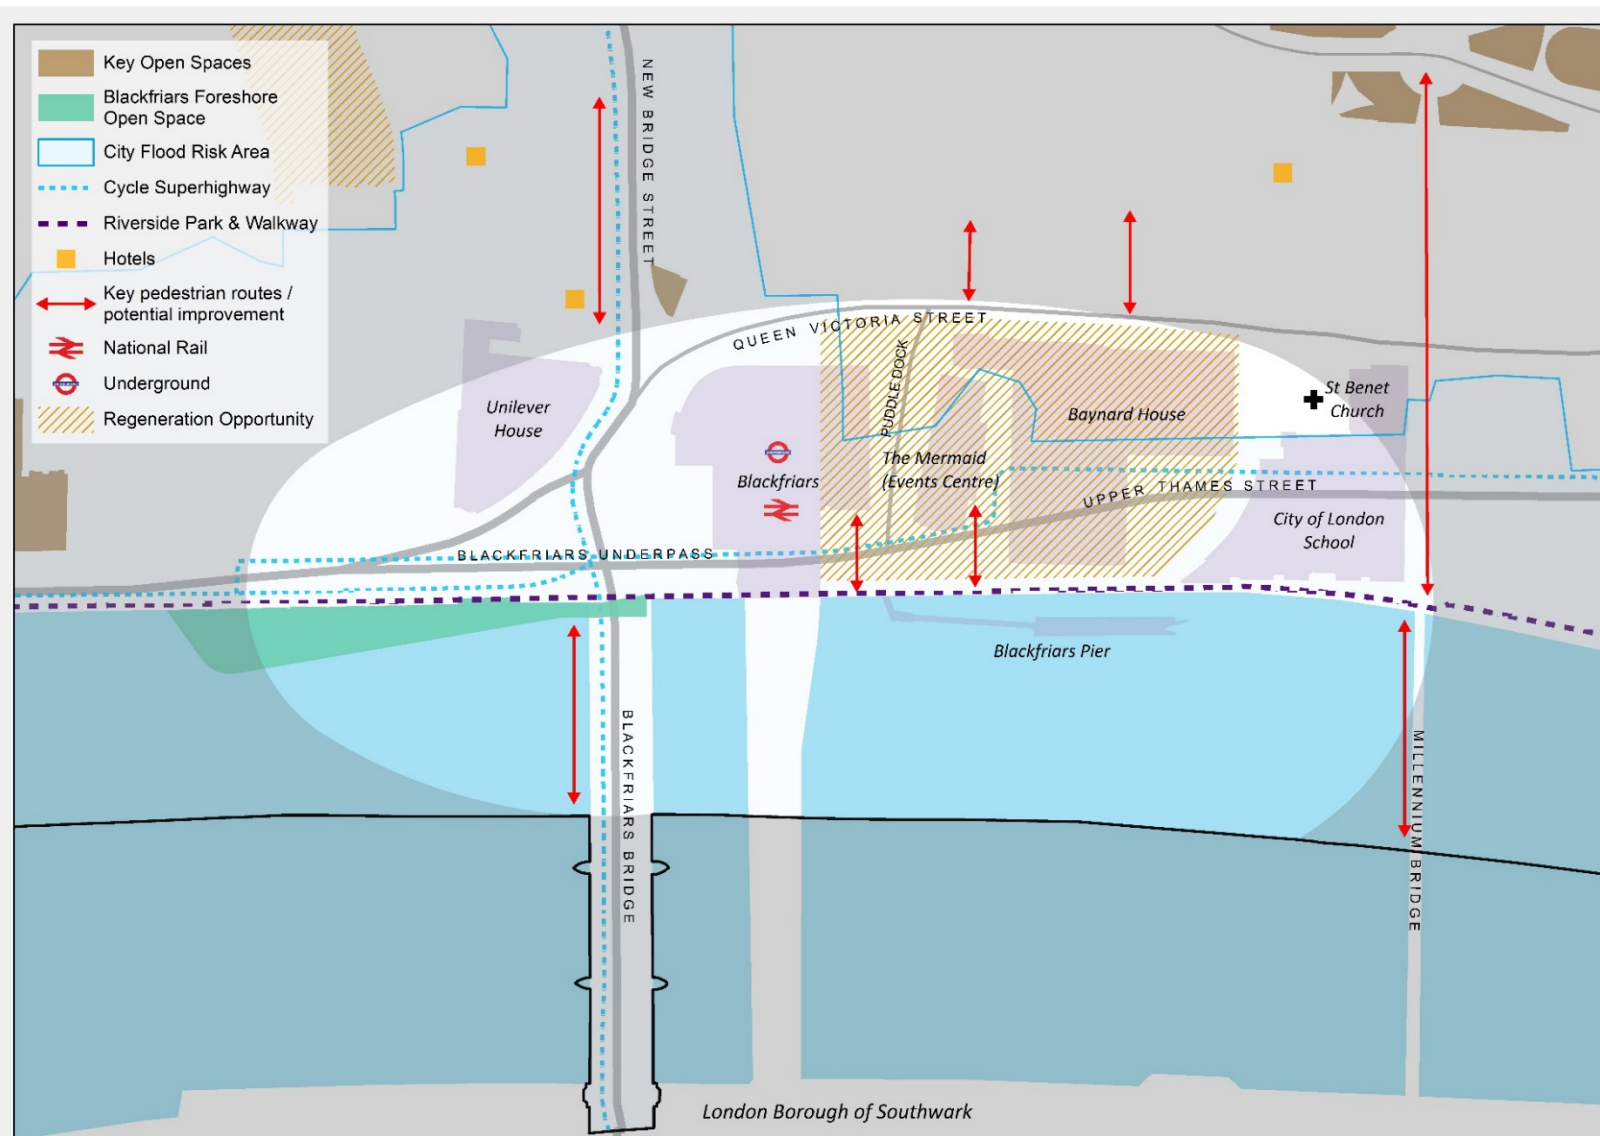 Key Open Spaces
Blackfriars Foreshore
Open Space
City Flood Risk Area
Cycle Superhighway
Riverside Park & Walkway
Hotels
Key pedestrian routes /
potential improvement
National Rail
Underground
Regeneration Opportunity
NEW BRIDGE STREET
QUEEN VICTORIA STREET
PUDDLE DOCK
Unilever
House
Blackfriars
The Mermaid
(Events Centre)
Baynard House
St Benet
Church
UPPER THAMES STREET
City of London
School
BLACKFRIARS UNDERPASS
Blackfriars Pier
BLACKFRIARS BRIDGE
MILLENNIUM BRIDGE
London Borough of Southwark